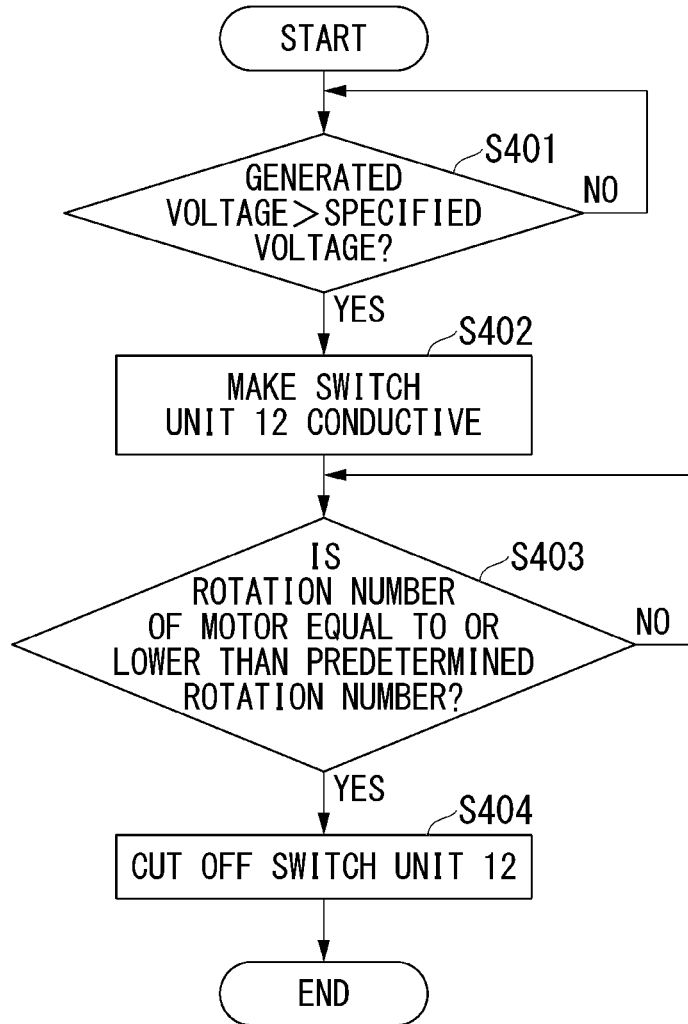 START
S401
GENERATED
VOLTAGE>SPECIFIED
VOLTAGE?
NO
YES
S402
MAKE SWITCH
UNIT 12 CONDUCTIVE
S403
IS
ROTATION NUMBER
OF MOTOR EQUAL TO OR
LOWER THAN PREDETERMINED
ROTATION NUMBER?
NO
YES
S404
CUT OFF SWITCH UNIT 12
END